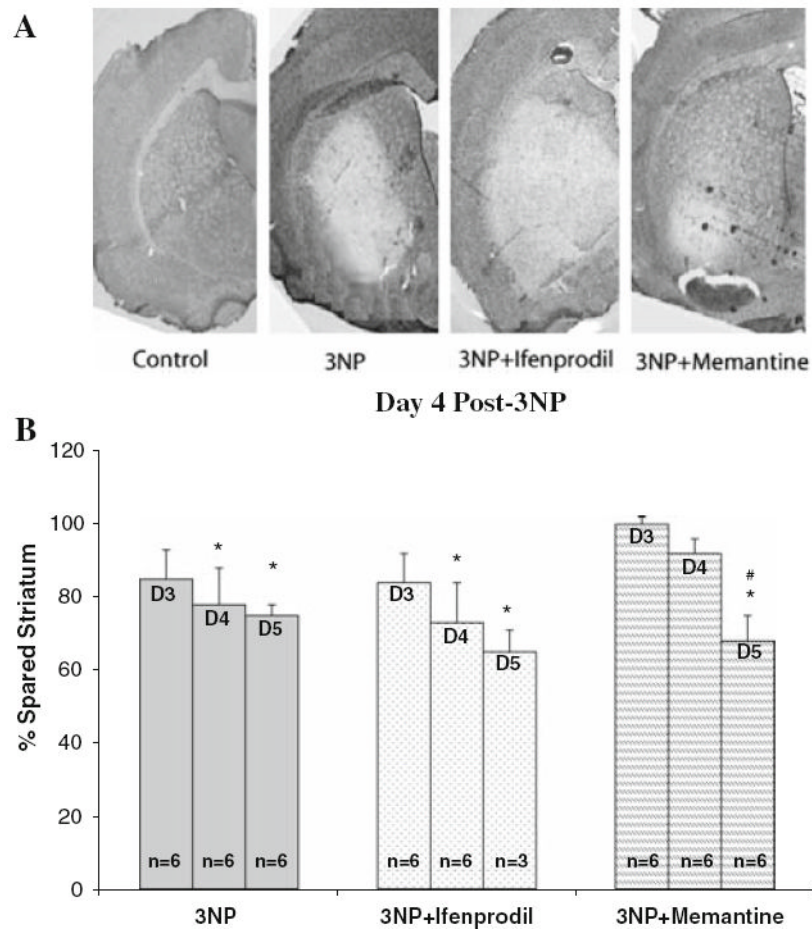 A
Control 3NP 3NP+Ifenprodil 3NP+Memantine
Day 4 Post-3NP
B
% Spared Striatum
120
100
80
60
40
20
0
D3
D4
*
D5
*
D3
D4
*
D5
*
D3
D4
#
*
D5
n=6 n=6 n=6 n=6 n=6 n=3 n=6 n=6 n=6
3NP 3NP+Ifenprodil 3NP+Memantine